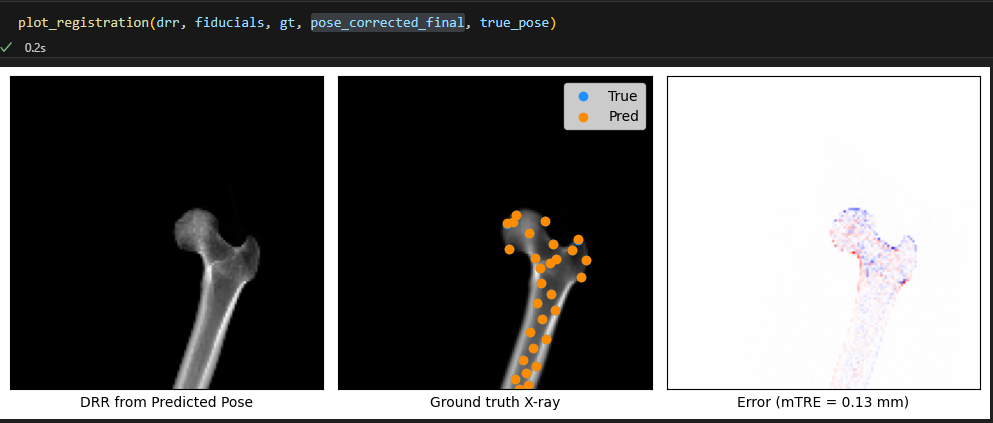 plot_registration(drr, fiducials, gt, pose_corrected_final, true_pose)
0.2s
True
Pred
DRR from Predicted Pose
Ground truth X-ray
Error (mTRE = 0.13 mm)